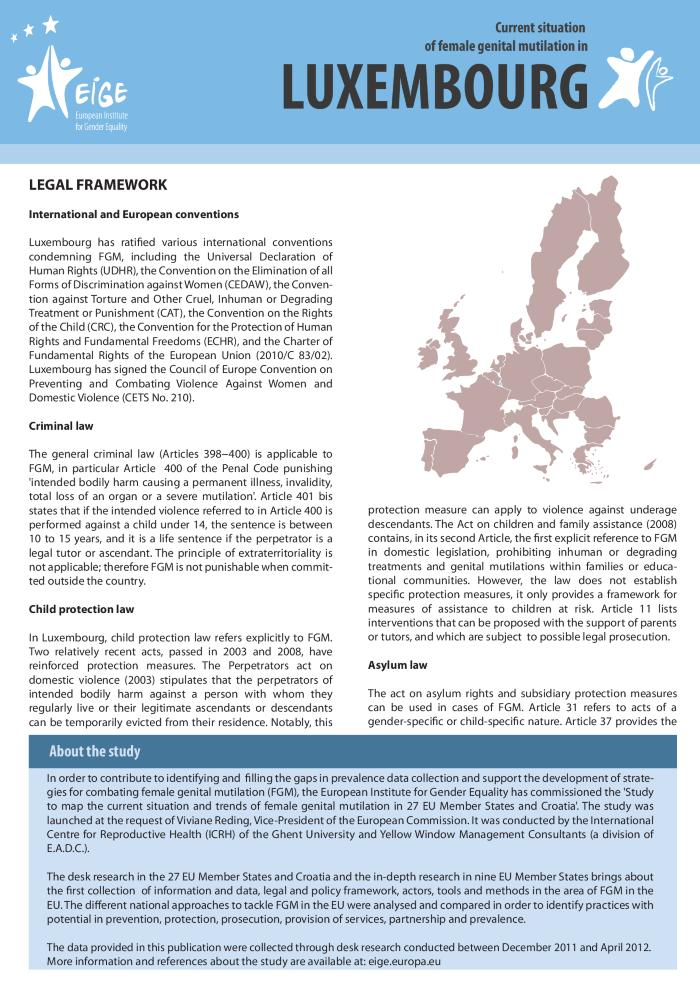 EIGE
European Institute
for Gender Equality
Current situation
of female genital mutilation in
LUXEMBOURG
LEGAL FRAMEWORK
International and European conventions
Luxembourg has ratified various international conventions
condemning FGM, including the Universal Declaration of
Human Rights (UDHR), the Convention on the Elimination of all
Forms of Discrimination against Women (CEDAW), the Conven-
tion against Torture and Other Cruel, Inhuman or Degrading
Treatment or Punishment (CAT), the Convention on the Rights
of the Child (CRC), the Convention for the Protection of Human
Rights and Fundamental Freedoms (ECHR), and the Charter of
Fundamental Rights of the European Union (2010/C 83/02).
Luxembourg has signed the Council of Europe Convention on
Preventing and Combating Violence Against Women and
Domestic Violence (CETS No. 210).
Criminal law
The general criminal law (Articles 398–400) is applicable to
FGM, in particular Article 400 of the Penal Code punishing
'intended bodily harm causing a permanent illness, invalidity,
total loss of an organ or a severe mutilation'. Article 401 bis
states that if the intended violence referred to in Article 400 is
performed against a child under 14, the sentence is between
10 to 15 years, and it is a life sentence if the perpetrator is a
legal tutor or ascendant. The principle of extraterritoriality is
not applicable; therefore FGM is not punishable when commit-
ted outside the country.
Child protection law
In Luxembourg, child protection law refers explicitly to FGM.
Two relatively recent acts, passed in 2003 and 2008, have
reinforced protection measures. The Perpetrators act on
domestic violence (2003) stipulates that the perpetrators of
intended bodily harm against a person with whom they
regularly live or their legitimate ascendants or descendants
can be temporarily evicted from their residence. Notably, this
protection measure can apply to violence against underage
descendants. The Act on children and family assistance (2008)
contains, in its second Article, the first explicit reference to FGM
in domestic legislation, prohibiting inhuman or degrading
treatments and genital mutilations within families or educa-
tional communities. However, the law does not establish
specific protection measures, it only provides a framework for
measures of assistance to children at risk. Article 11 lists
interventions that can be proposed with the support of parents
or tutors, and which are subject to possible legal prosecution.
Asylum law
The act on asylum rights and subsidiary protection measures
can be used in cases of FGM. Article 31 refers to acts of a
gender-specific or child-specific nature. Article 37 provides the
About the study
In order to contribute to identifying and filling the gaps in prevalence data collection and support the development of strate-
gies for combating female genital mutilation (FGM), the European Institute for Gender Equality has commissioned the 'Study
to map the current situation and trends of female genital mutilation in 27 EU Member States and Croatia'. The study was
launched at the request of Viviane Reding, Vice-President of the European Commission. It was conducted by the International
Centre for Reproductive Health (ICRH) of the Ghent University and Yellow Window Management Consultants (a division of
E.A.D.C.).
The desk research in the 27 EU Member States and Croatia and the in-depth research in nine EU Member States brings about
the first collection of information and data, legal and policy framework, actors, tools and methods in the area of FGM in the
EU. The different national approaches to tackle FGM in the EU were analysed and compared in order to identify practices with
potential in prevention, protection, prosecution, provision of services, partnership and prevalence.
The data provided in this publication were collected through desk research conducted between December 2011 and April 2012.
More information and references about the study are available at: eige.europa.eu